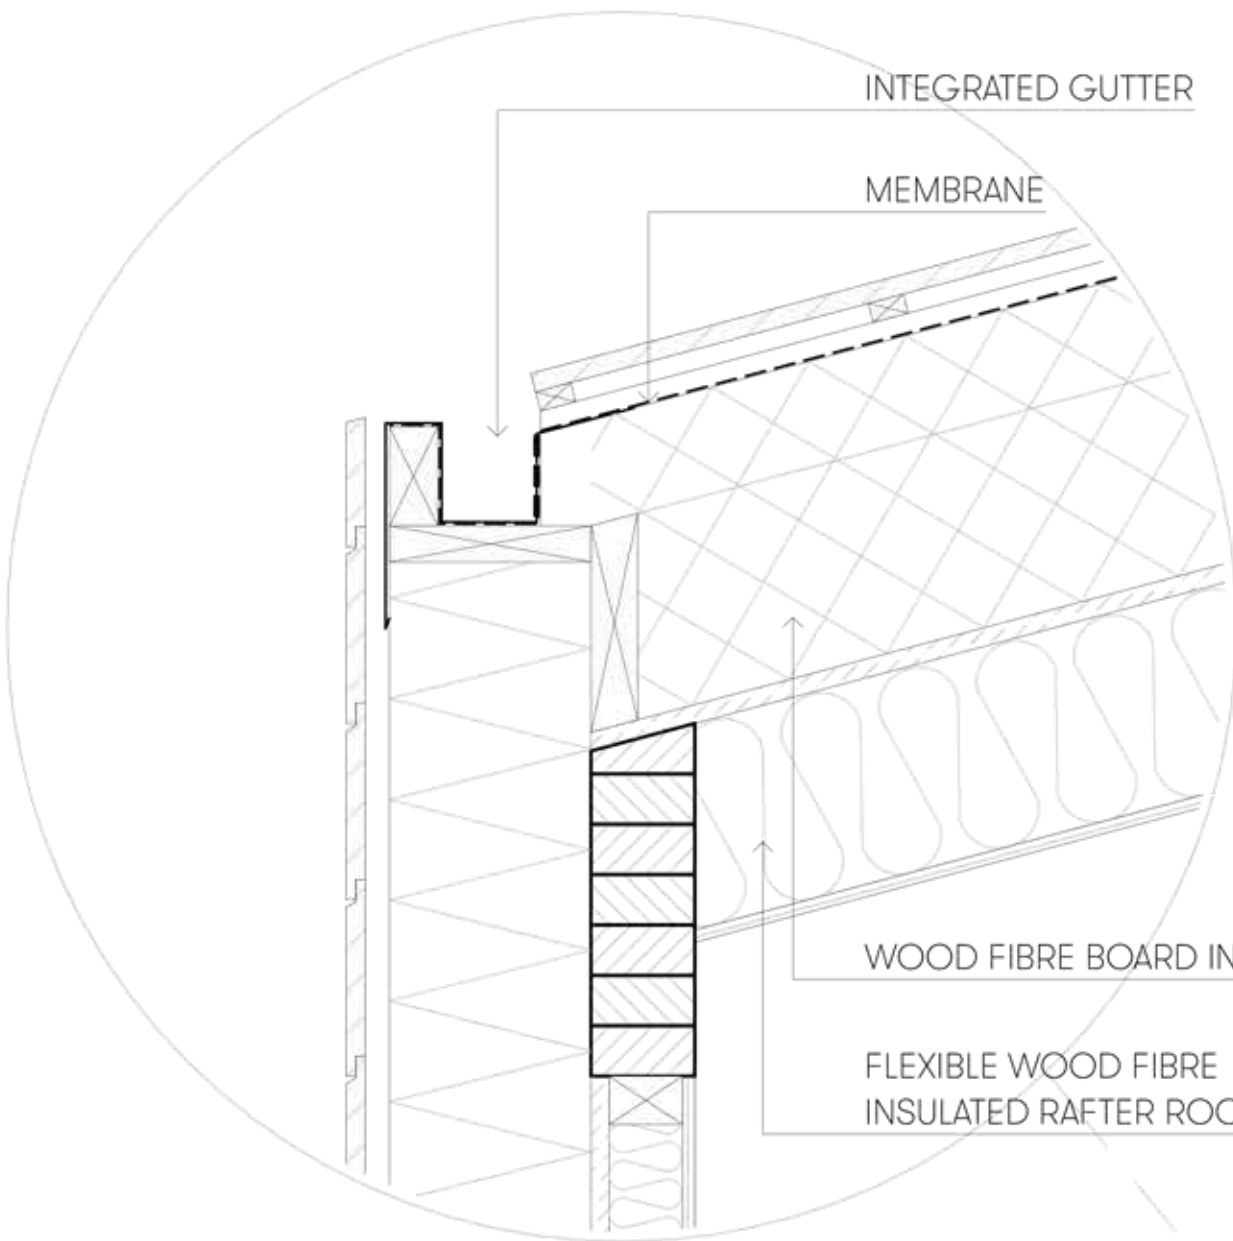 INTEGRATED GUTTER
MEMBRANE
WOOD FIBRE BOARD
FLEXIBLE WOOD FIBRE
INSULATED RAFTER